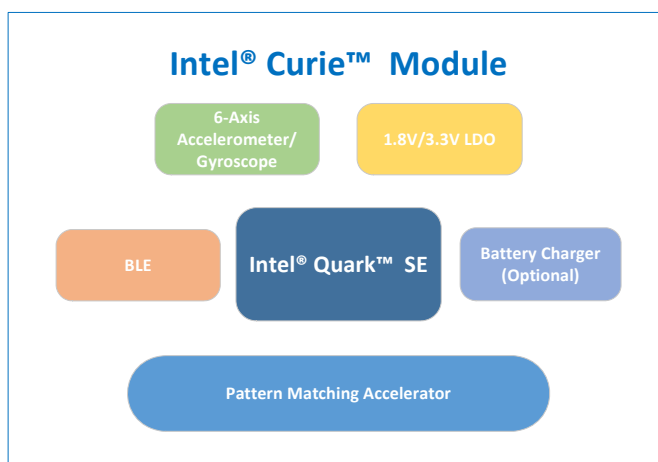 Intel® Curie™ Module
6-Axis
Accelerometer/
Gyroscope
1.8V/3.3V LDO
BLE
Intel® Quark™ SE
Battery Charger
(Optional)
Pattern Matching Accelerator